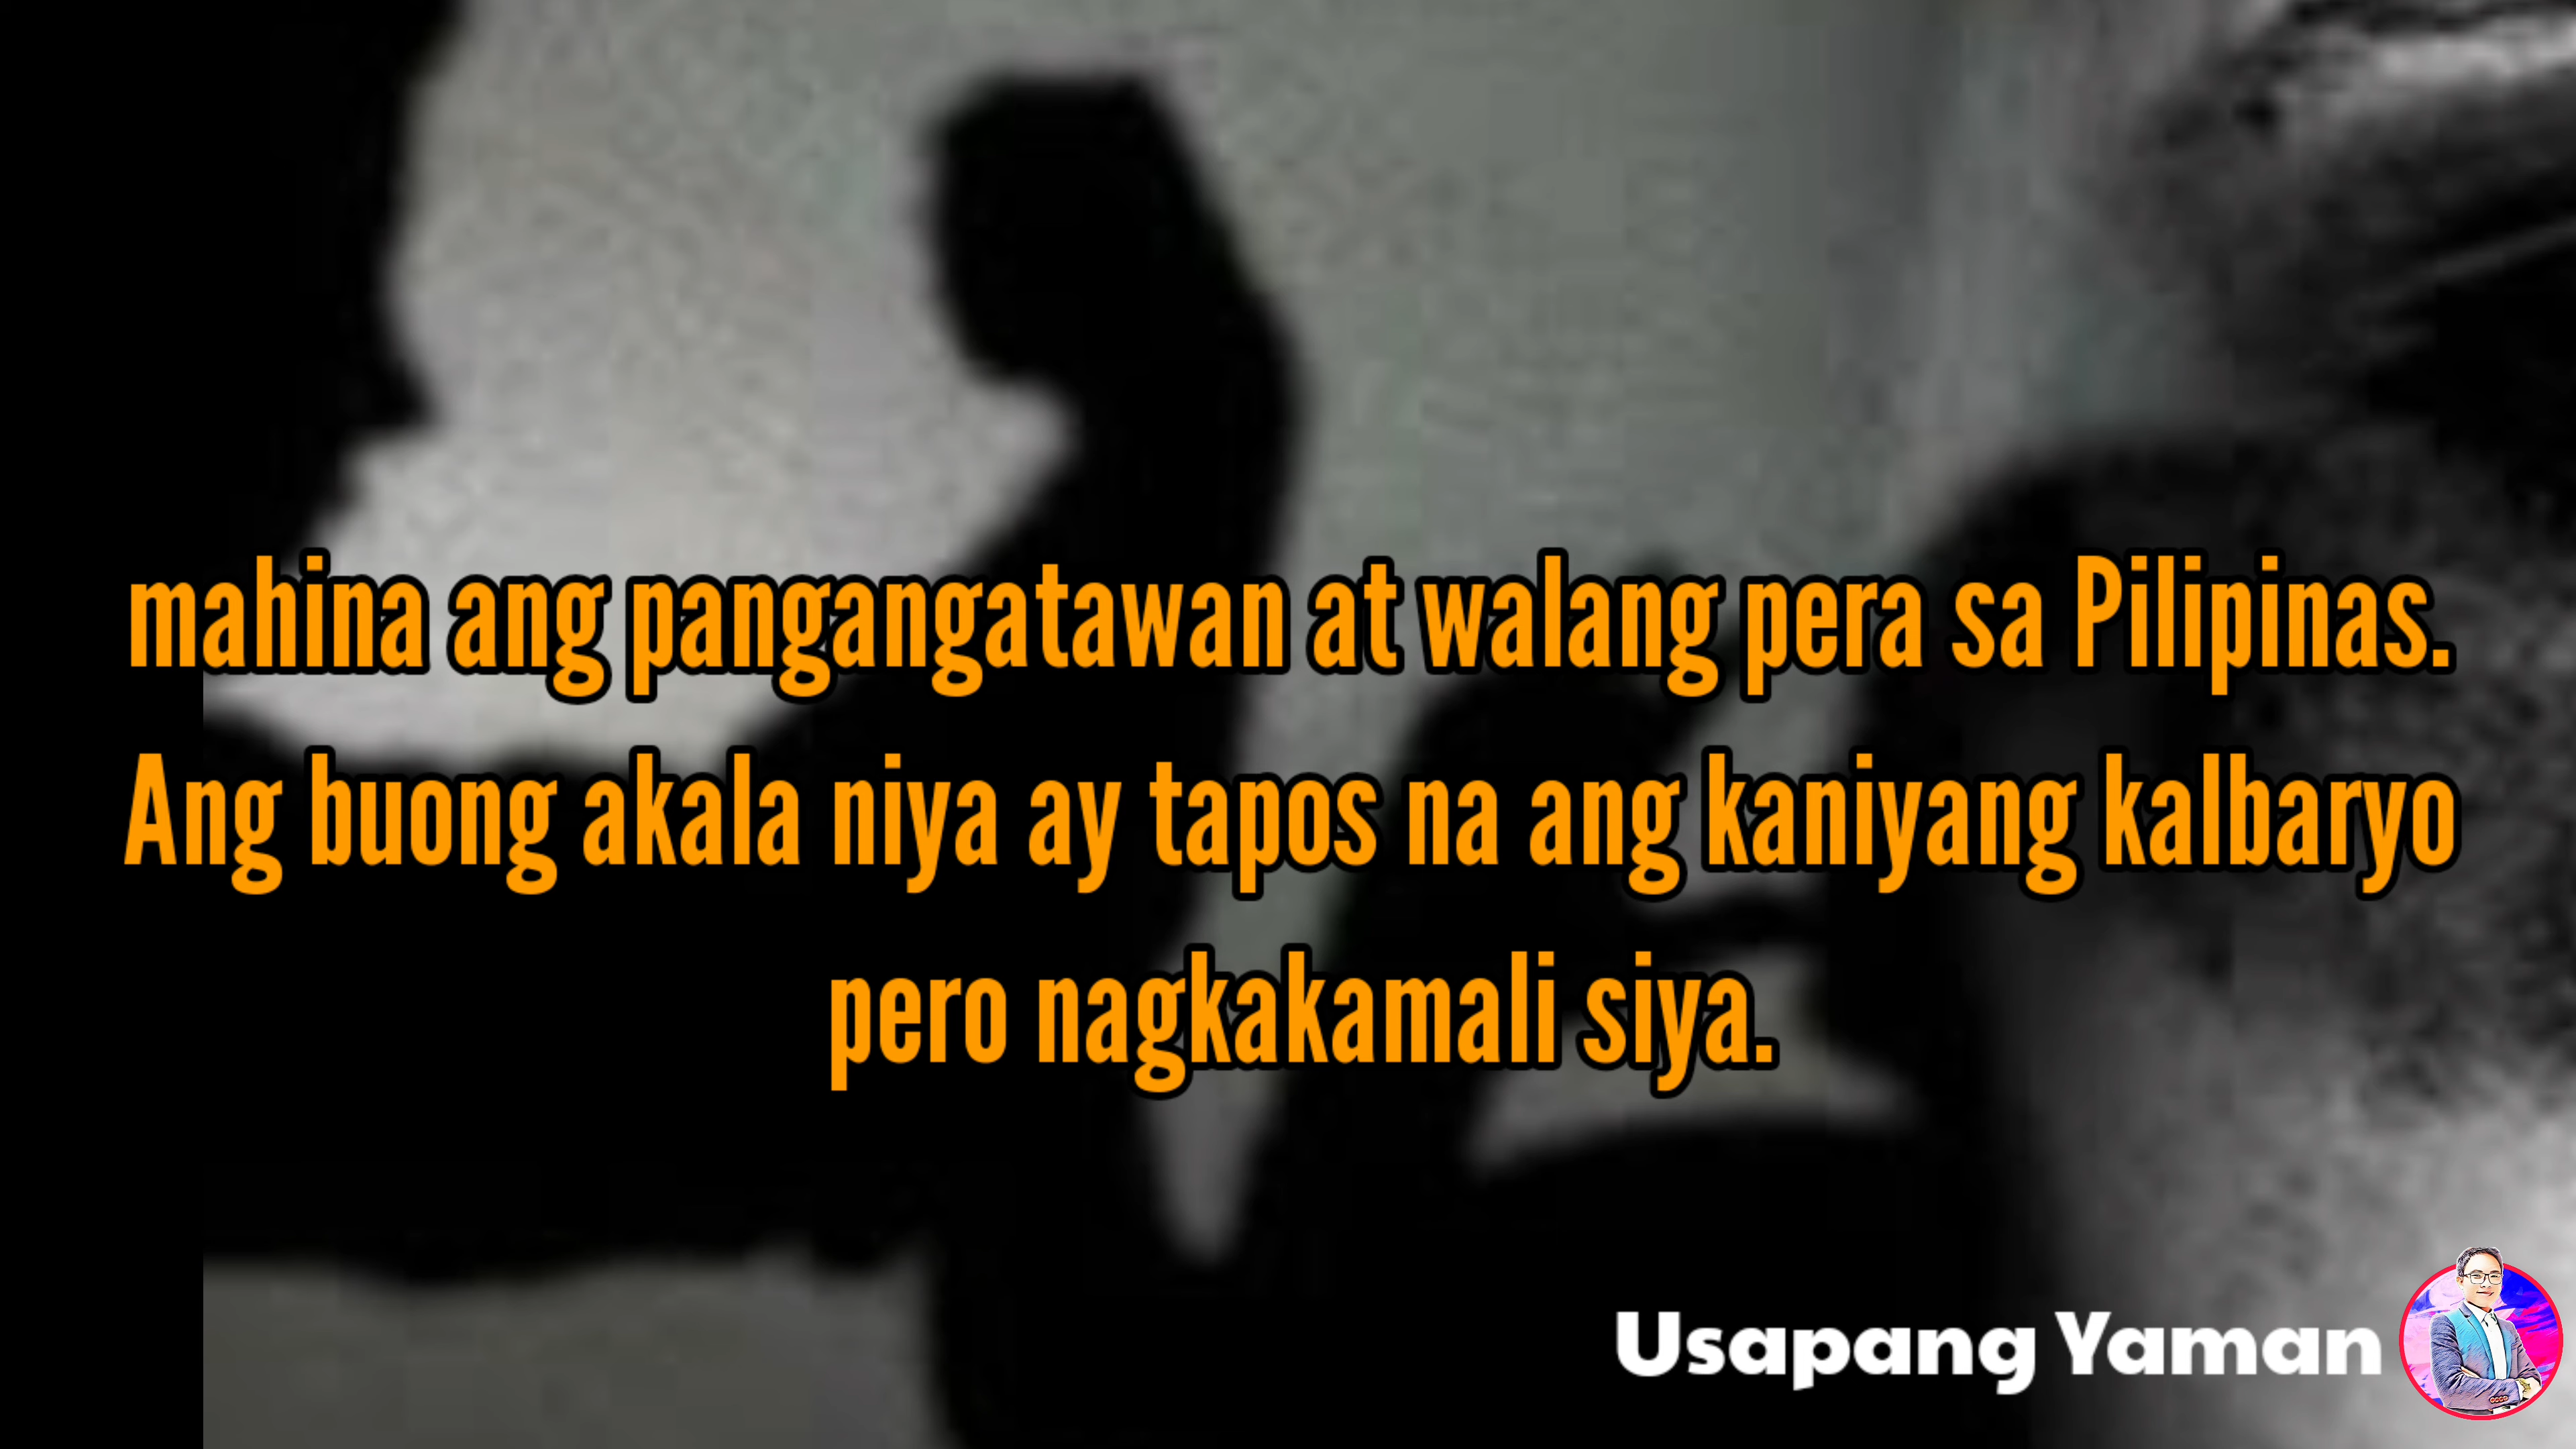 mahina ang pangangatawan at walang pera sa Pilipinas.
Ang buong akala niya ay tapos na ang kaniyang kalbaryo
pero nagkakamali siya.
Usapang Yaman